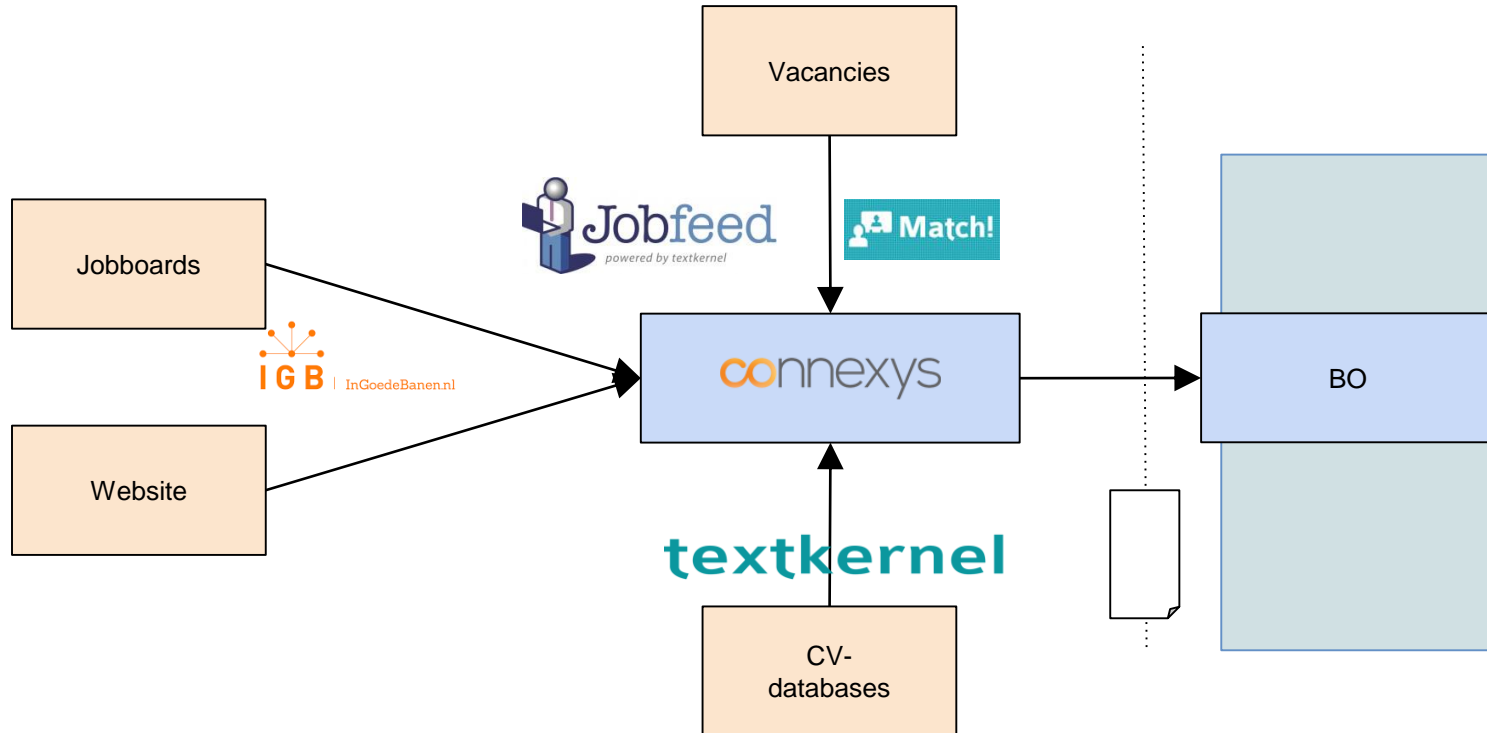 Vacancies
Jobboards
Jobfeed
powered by textkernel
Match!
IGB | InGoedeBanen.nl
connexys
BO
Website
textkernel
CV-
databases